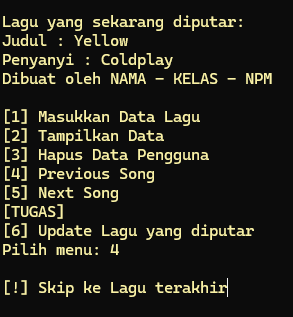 Lagu yang sekarang diputar:
Judul : Yellow
Penyanyi : Coldplay
Dibuat oleh NAMA - KELAS - NPM
[1] Masukkan Data Lagu
[2] Tampilkan Data
[3] Hapus Data Pengguna
[4] Previous Song
[5] Next Song
[TUGAS]
[6] Update Lagu yang diputar
Pilih menu: 4
[!] Skip ke Lagu terakhir